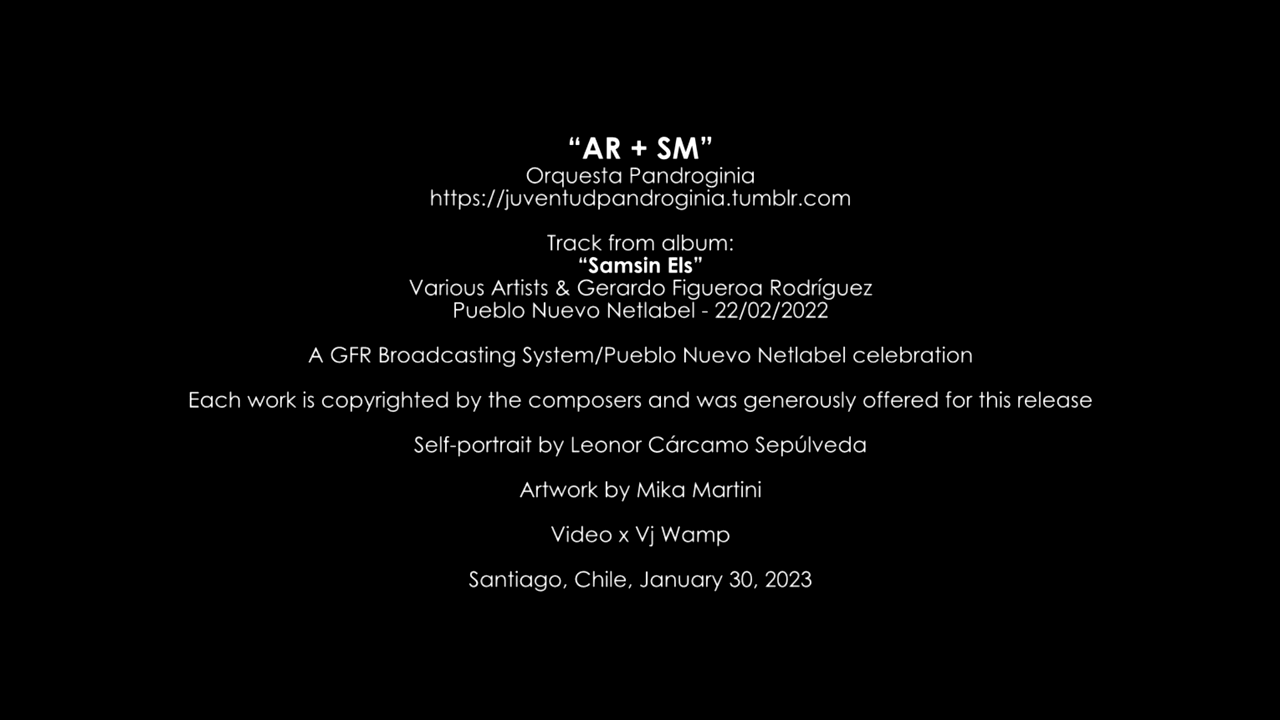 “AR + SM”
Orquesta Pandroginia
https://juventudpandroginia.tumblr.com
Track from album:
“Samsin Els”
Various Artists & Gerardo Figueroa Rodríguez
Pueblo Nuevo Netlabel - 22/02/2022
A GFR Broadcasting System/Pueblo Nuevo Netlabel celebration
Each work is copyrighted by the composers and was generously offered for this release
Self-portrait by Leonor Cárcamo Sepúlveda
Artwork by Mika Martini
Video x Vj Wamp
Santiago, Chile, January 30, 2023